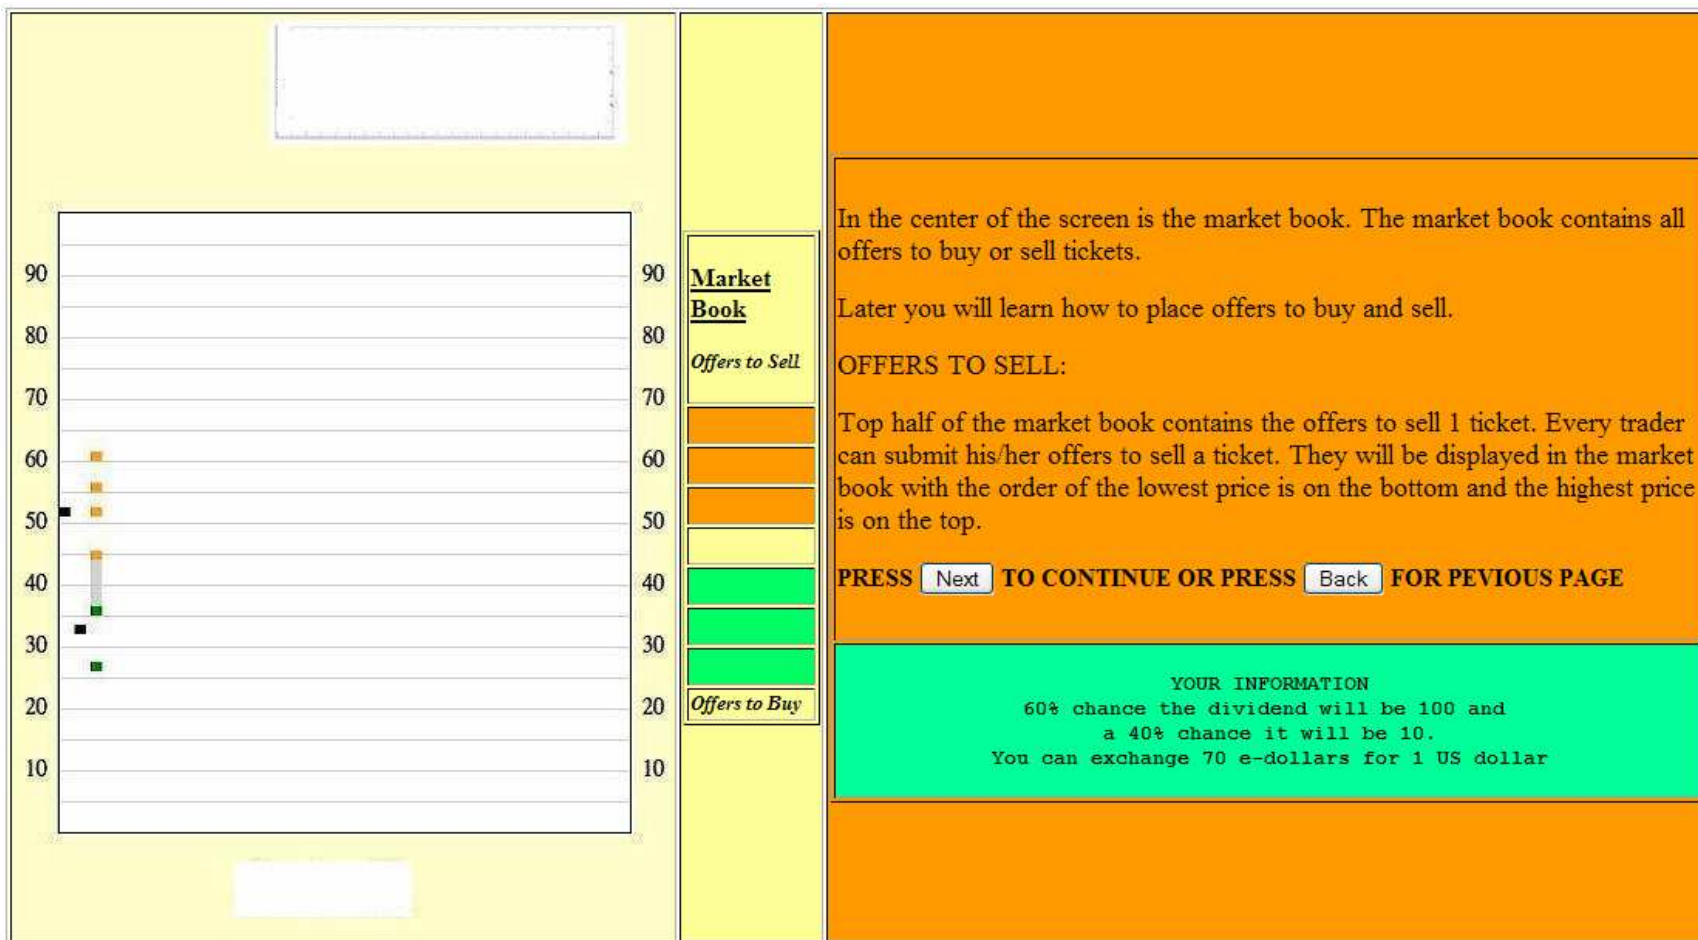 90
80
70
60
50
40
30
20
10
90
80
70
60
50
40
30
20
10
Market
Book
Offers to Sell
Offers to Buy
In the center of the screen is the market book. The market book contains all
offers to buy or sell tickets.
Later you will learn how to place offers to buy and sell.
OFFERS TO SELL:
Top half of the market book contains the offers to sell 1 ticket. Every trader
can submit his/her offers to sell a ticket. They will be displayed in the market
book with the order of the lowest price is on the bottom and the highest price
is on the top.
PRESS Next TO CONTINUE OR PRESS Back FOR PEVIOUS PAGE
YOUR INFORMATION
60% chance the dividend will be 100 and
a 40% chance it will be 10.
You can exchange 70 e-dollars for 1 US dollar